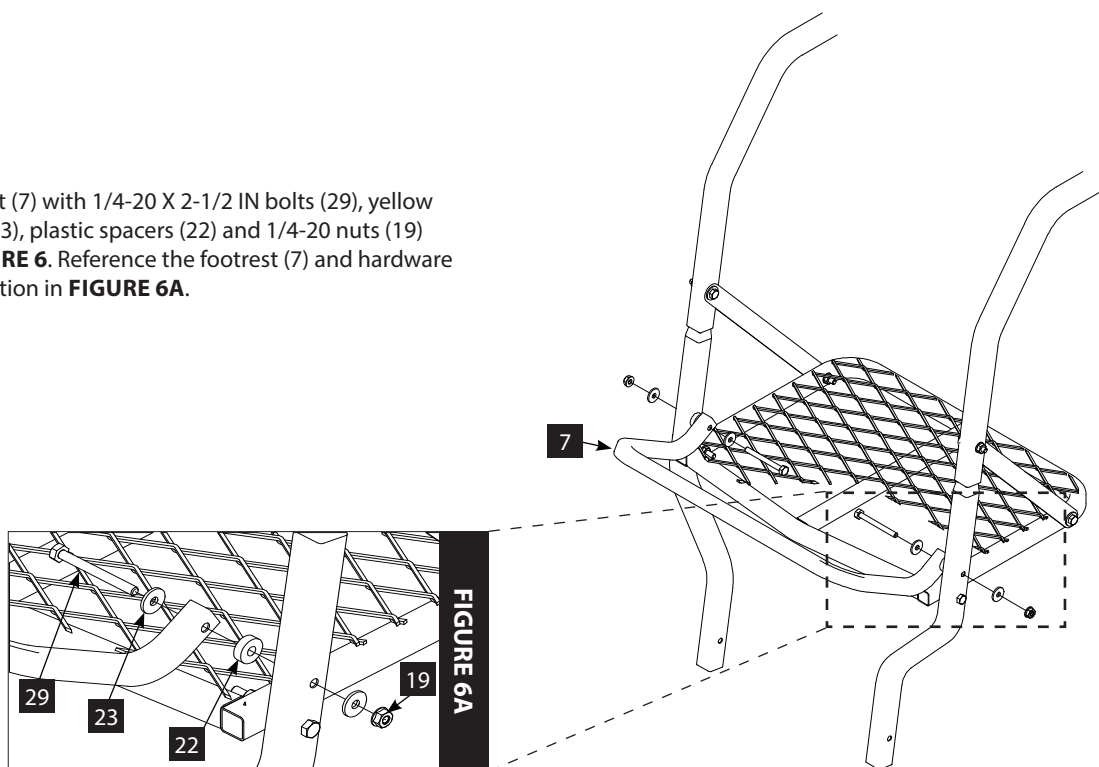 t (7) with 1/4-20 X 2-1/2 IN bolts (29), yellow
3), plastic spacers (22) and 1/4-20 nuts (19)
RE 6. Reference the footrest (7) and hardware
tion in FIGURE 6A.
7
FIGURE 6A
29
23
22
19